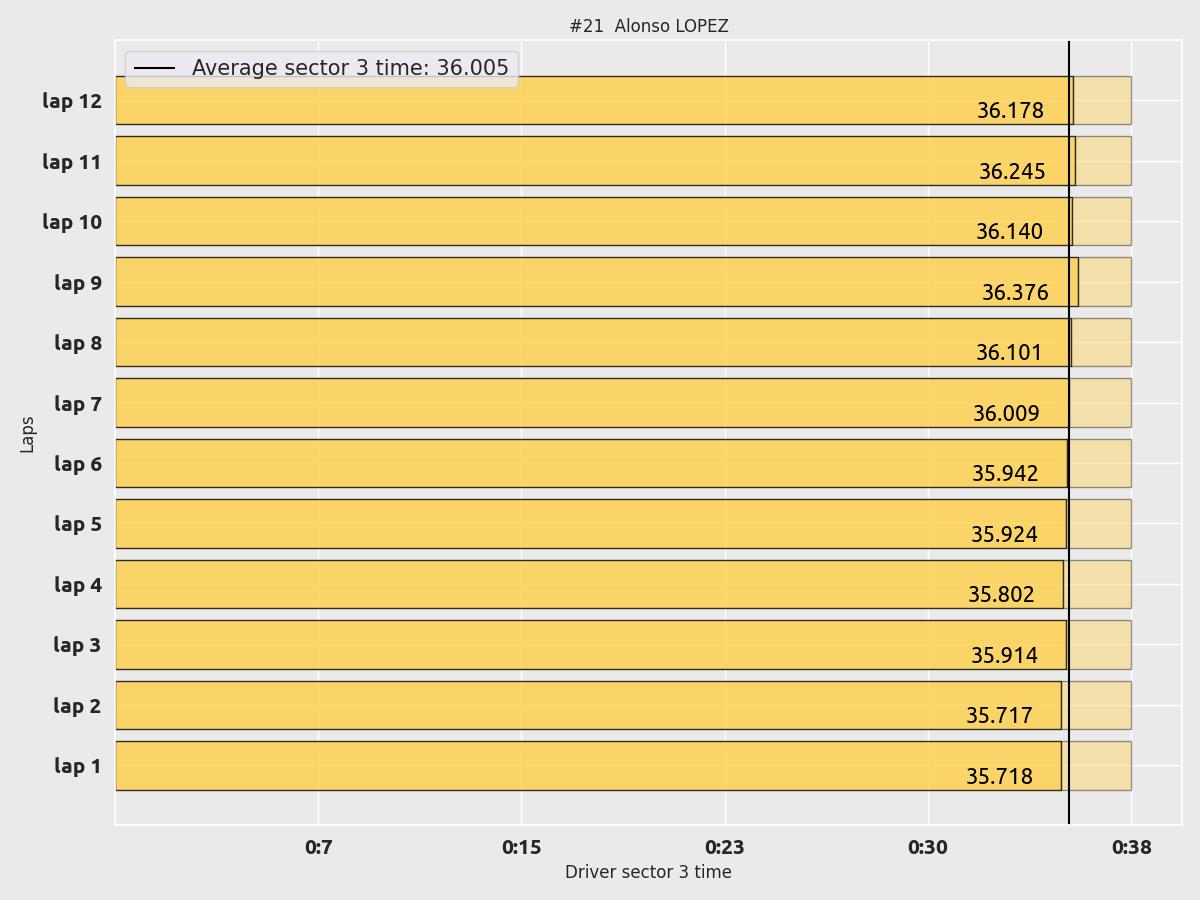 #21  Alonso LOPEZ
Average sector 3 time: 36.005
lap 12 36.178
lap 11 36.245
lap 10 36.140
lap 9 36.376
lap 8 36.101
lap 7 36.009
lap 6 35.942
lap 5 35.924
lap 4 35.802
lap 3 35.914
lap 2 35.717
lap 1 35.718
Laps
0:7 0:15 0:23 0:30 0:38
Driver sector 3 time